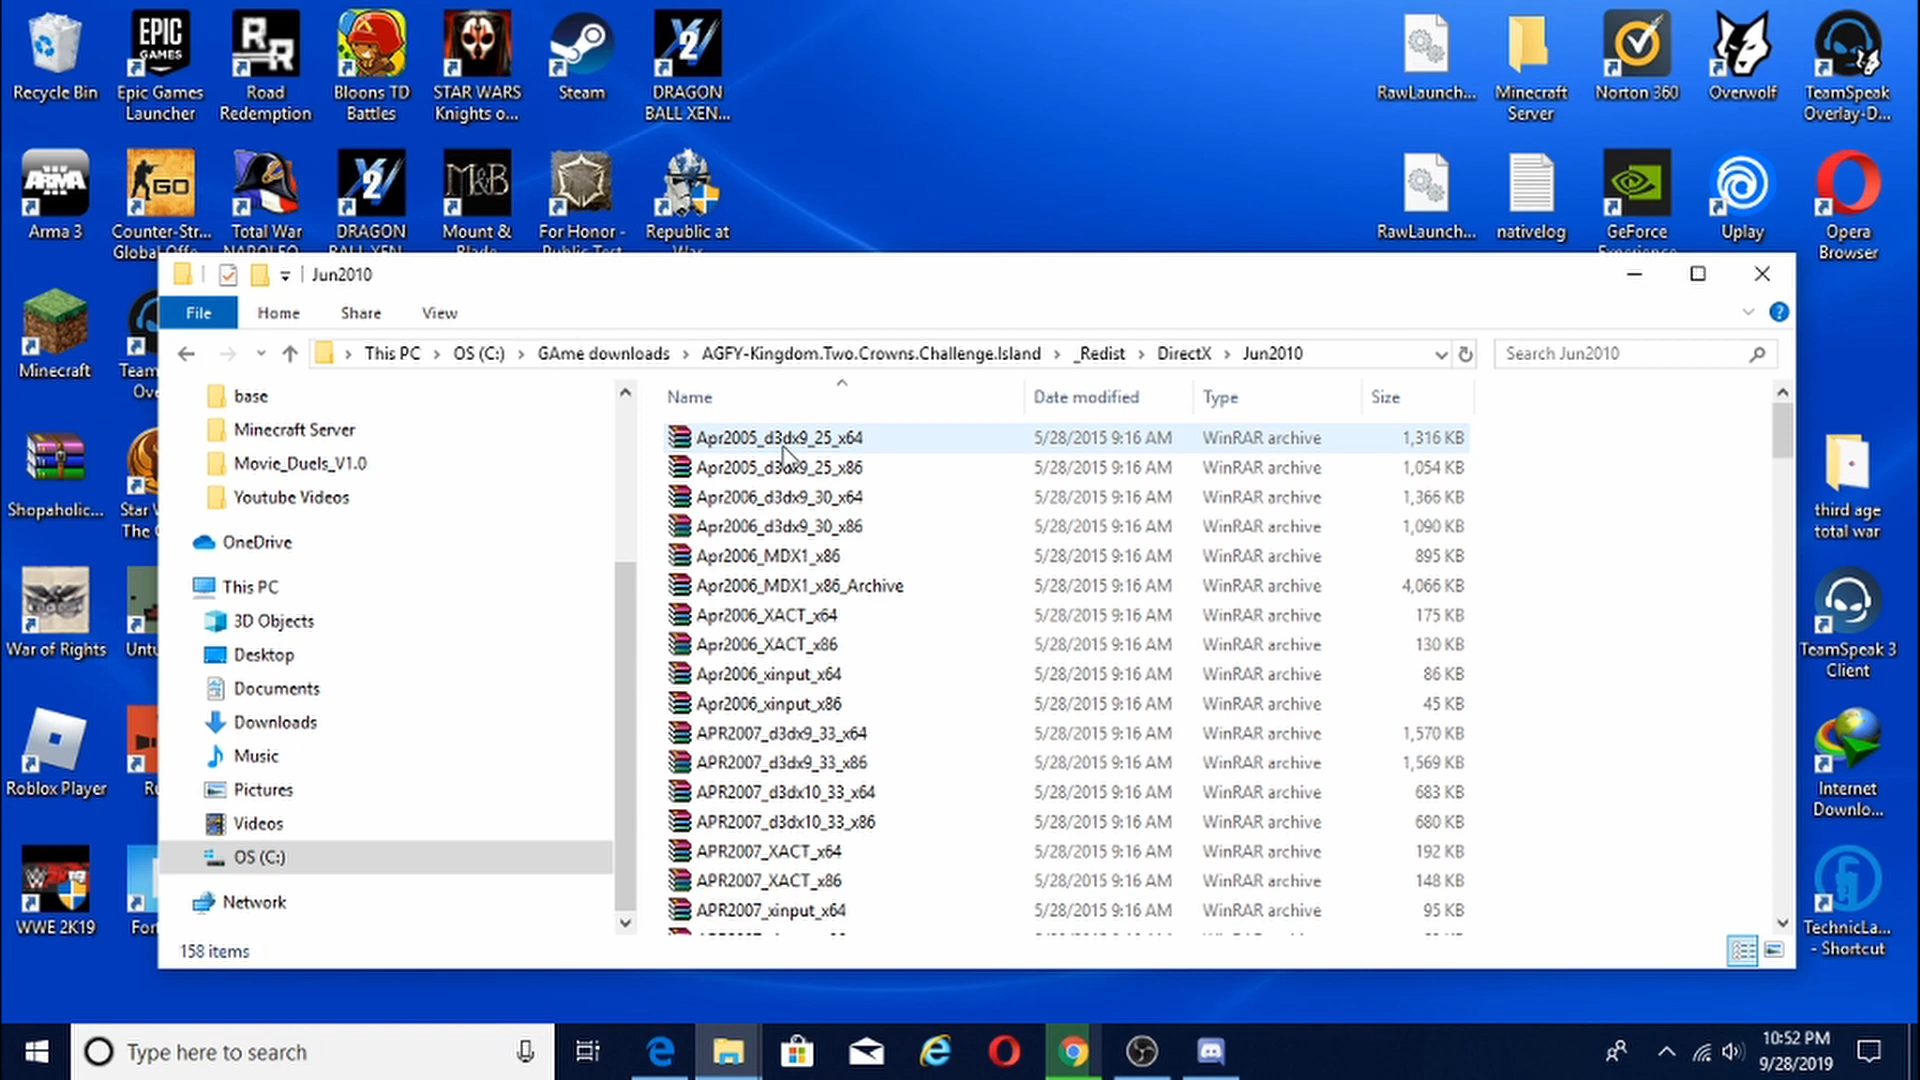 Recycle Bin
EPIC GAMES
Epic Games Launcher
Road Redemption
Bloons TD Battles
STAR WARS Knights o...
Steam
DRAGON BALL XEN...
RawLaunch...
Minecraft Server
Norton 360
Overwolf
TeamSpeak Overlay-D...
ARMA
Arma 3
GO
Counter-Str... Global Offe...
Total War
DRAGON
M&B
Mount &
For Honor -
Republic at
RawLaunch...
nativelog
GeForce
Uplay
Opera Browser
Jun2010
File
Home
Share
View
This PC
OS (C:)
GAme downloads
AGFY-Kingdom.Two.Crowns.Challenge.Island
_Redist
DirectX
Jun2010
Search Jun2010
Minecraft
Shopaholic...
War of Rights
Roblox Player
WWE 2K19
base
Minecraft Server
Movie_Duels_V1.0
Youtube Videos
OneDrive
This PC
3D Objects
Desktop
Documents
Downloads
Music
Pictures
Videos
OS (C:)
Network
158 items
Name Date modified Type Size
Apr2005_d3dx9_25_x64 5/28/2015 9:16 AM WinRAR archive 1,316 KB
Apr2005_d3dx9_25_x86 5/28/2015 9:16 AM WinRAR archive 1,054 KB
Apr2006_d3dx9_30_x64 5/28/2015 9:16 AM WinRAR archive 1,366 KB
Apr2006_d3dx9_30_x86 5/28/2015 9:16 AM WinRAR archive 1,090 KB
Apr2006_MDX1_x86 5/28/2015 9:16 AM WinRAR archive 895 KB
Apr2006_MDX1_x86_Archive 5/28/2015 9:16 AM WinRAR archive 4,066 KB
Apr2006_XACT_x64 5/28/2015 9:16 AM WinRAR archive 175 KB
Apr2006_XACT_x86 5/28/2015 9:16 AM WinRAR archive 130 KB
Apr2006_xinput_x64 5/28/2015 9:16 AM WinRAR archive 86 KB
Apr2006_xinput_x86 5/28/2015 9:16 AM WinRAR archive 45 KB
APR2007_d3dx9_33_x64 5/28/2015 9:16 AM WinRAR archive 1,570 KB
APR2007_d3dx9_33_x86 5/28/2015 9:16 AM WinRAR archive 1,569 KB
APR2007_d3dx10_33_x64 5/28/2015 9:16 AM WinRAR archive 683 KB
APR2007_d3dx10_33_x86 5/28/2015 9:16 AM WinRAR archive 680 KB
APR2007_XACT_x64 5/28/2015 9:16 AM WinRAR archive 192 KB
APR2007_XACT_x86 5/28/2015 9:16 AM WinRAR archive 148 KB
APR2007_xinput_x64 5/28/2015 9:16 AM WinRAR archive 95 KB
third age total war
TeamSpeak 3 Client
Internet Downlo...
TechnicLa... - Shortcut
Type here to search
10:52 PM
9/28/2019